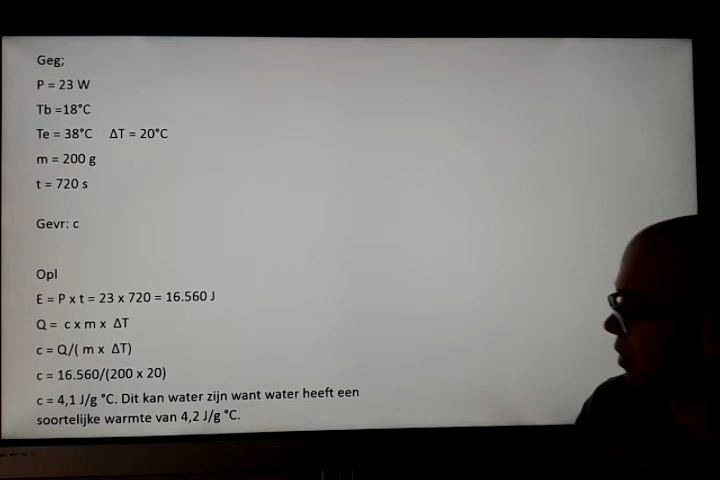 Geg;
P = 23 W
Tb =18°C
Te = 38°C ΔT = 20°C
m = 200 g
t = 720 s
Gevr: c
Opl
E = P x t = 23 x 720 = 16.560 J
Q = c x m x ΔT
c = Q/( m x ΔT)
c = 16.560/(200 x 20)
c = 4,1 J/g °C. Dit kan water zijn want water heeft een
soortelijke warmte van 4,2 J/g °C.